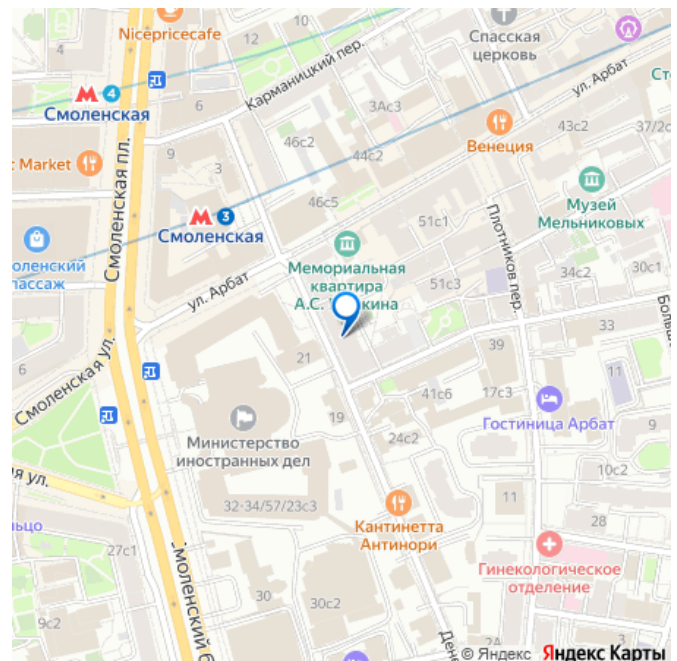 Nicepricecafe
12
10
Спасская
церковь
Карманицкий пер.
ул. Арбат
4
Смоленская
6
6
3Ас3
43с2
37/2с
Венеция
46с2
44с2
Market
9
3
Смоленская пл.
3
Смоленская
46с5
51с1
Музей
Мельниковых
Плотников пер.
Мемориальная
квартира
А.С.
51с3
34с2
30с1
ул. Арбат
33
Смоленская ул.
6
21
39
11
41с6
17с3
19
Гостиница Арбат
9
24с2
Министерство
иностранных дел
10с2
32-34/57/23с3
11
Кантинетта
Антинори
28
27с1
Гинекологическое
отделение
30
30с2
9с2
24
© Яндекс Яндекс Карты